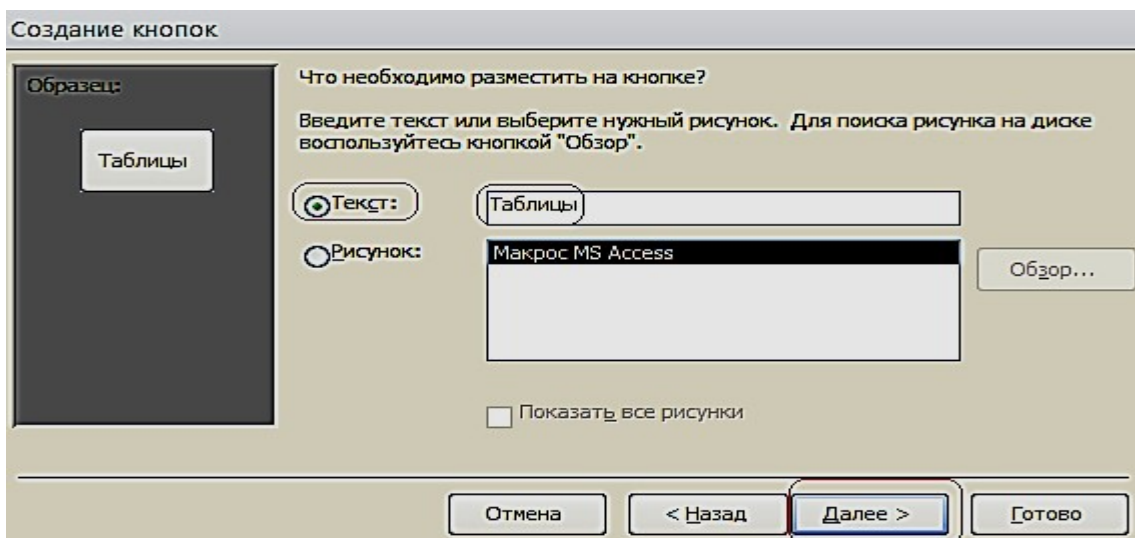 Создание кнопок
Образец:
Таблицы
Что необходимо разместить на кнопке?
Введите текст или выберите нужный рисунок. Для поиска рисунка на диске
воспользуйтесь кнопкой "Обзор".
Текст:
Таблицы
Рисунок:
Макрос MS Access
Обзор...
Показать все рисунки
Отмена
< Назад
Далее >
Готово